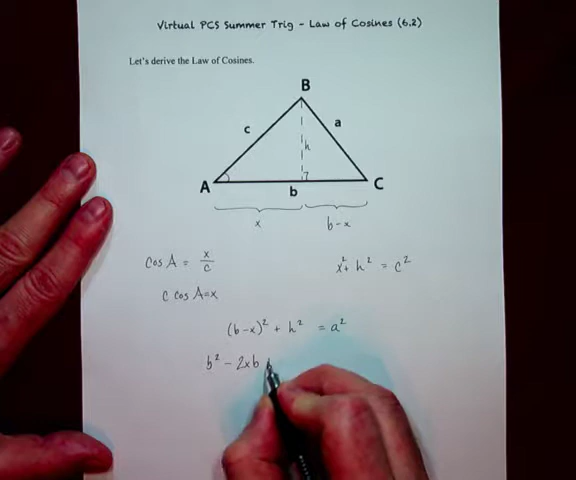 Virtual PCS Summer Trig - Law of Cosines (6.2)
Let's derive the Law of Cosines.
B
c
a
h
A
b
C
x
b-x
Cos A = x/c
x² + h² = c²
c cos A = x
(b-x)² + h² = a²
b² - 2xb